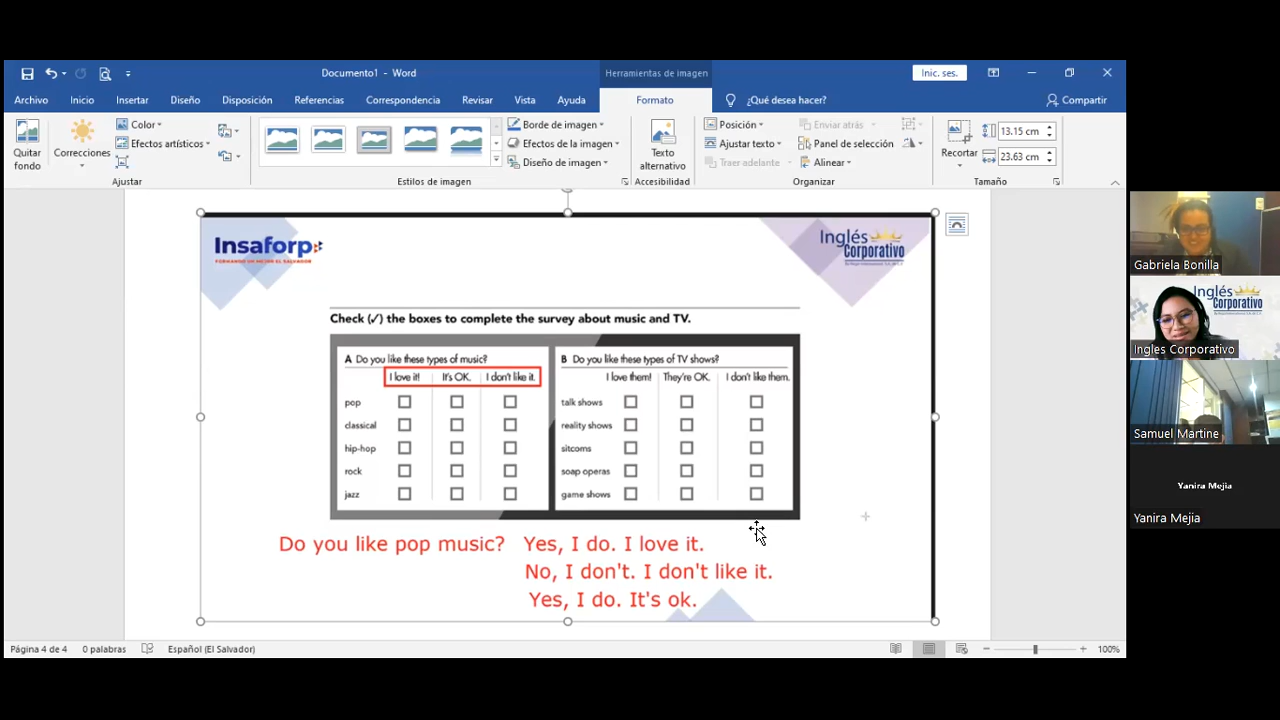 Documento1 - Word
Herramientas de imagen
Inic. ses.
Archivo Inicio Insertar Diseño Disposición Referencias Correspondencia Revisar Vista Ayuda Formato ¿Qué desea hacer? Compartir
Quitar fondo
Correcciones
Color
Efectos artísticos
Ajustar
Estilos de imagen
Borde de imagen
Efectos de la imagen
Diseño de imagen
Texto alternativo
Accesibilidad
Posición
Ajustar texto
Traer adelante
Enviar atrás
Panel de selección
Alinear
Organizar
Recortar
13.15 cm
23.63 cm
Tamaño
Insaforp
FORMANDO UN MEJOR EL SALVADOR
Inglés
Corporativo
Check (✓) the boxes to complete the survey about music and TV.
A Do you like these types of music?
I love it! It's OK. I don't like it.
pop
classical
hip-hop
rock
jazz
B Do you like these types of TV shows?
I love them! They're OK. I don't like them.
talk shows
reality shows
sitcoms
soap operas
game shows
Do you like pop music? Yes, I do. I love it.
No, I don't. I don't like it.
Yes, I do. It's ok.
Página 4 de 4 0 palabras Español (El Salvador) 100%
Gabriela Bonilla
Inglés
Corporativo
Ingles Corporativo
Samuel Martine
Yanira Mejia
Yanira Mejia